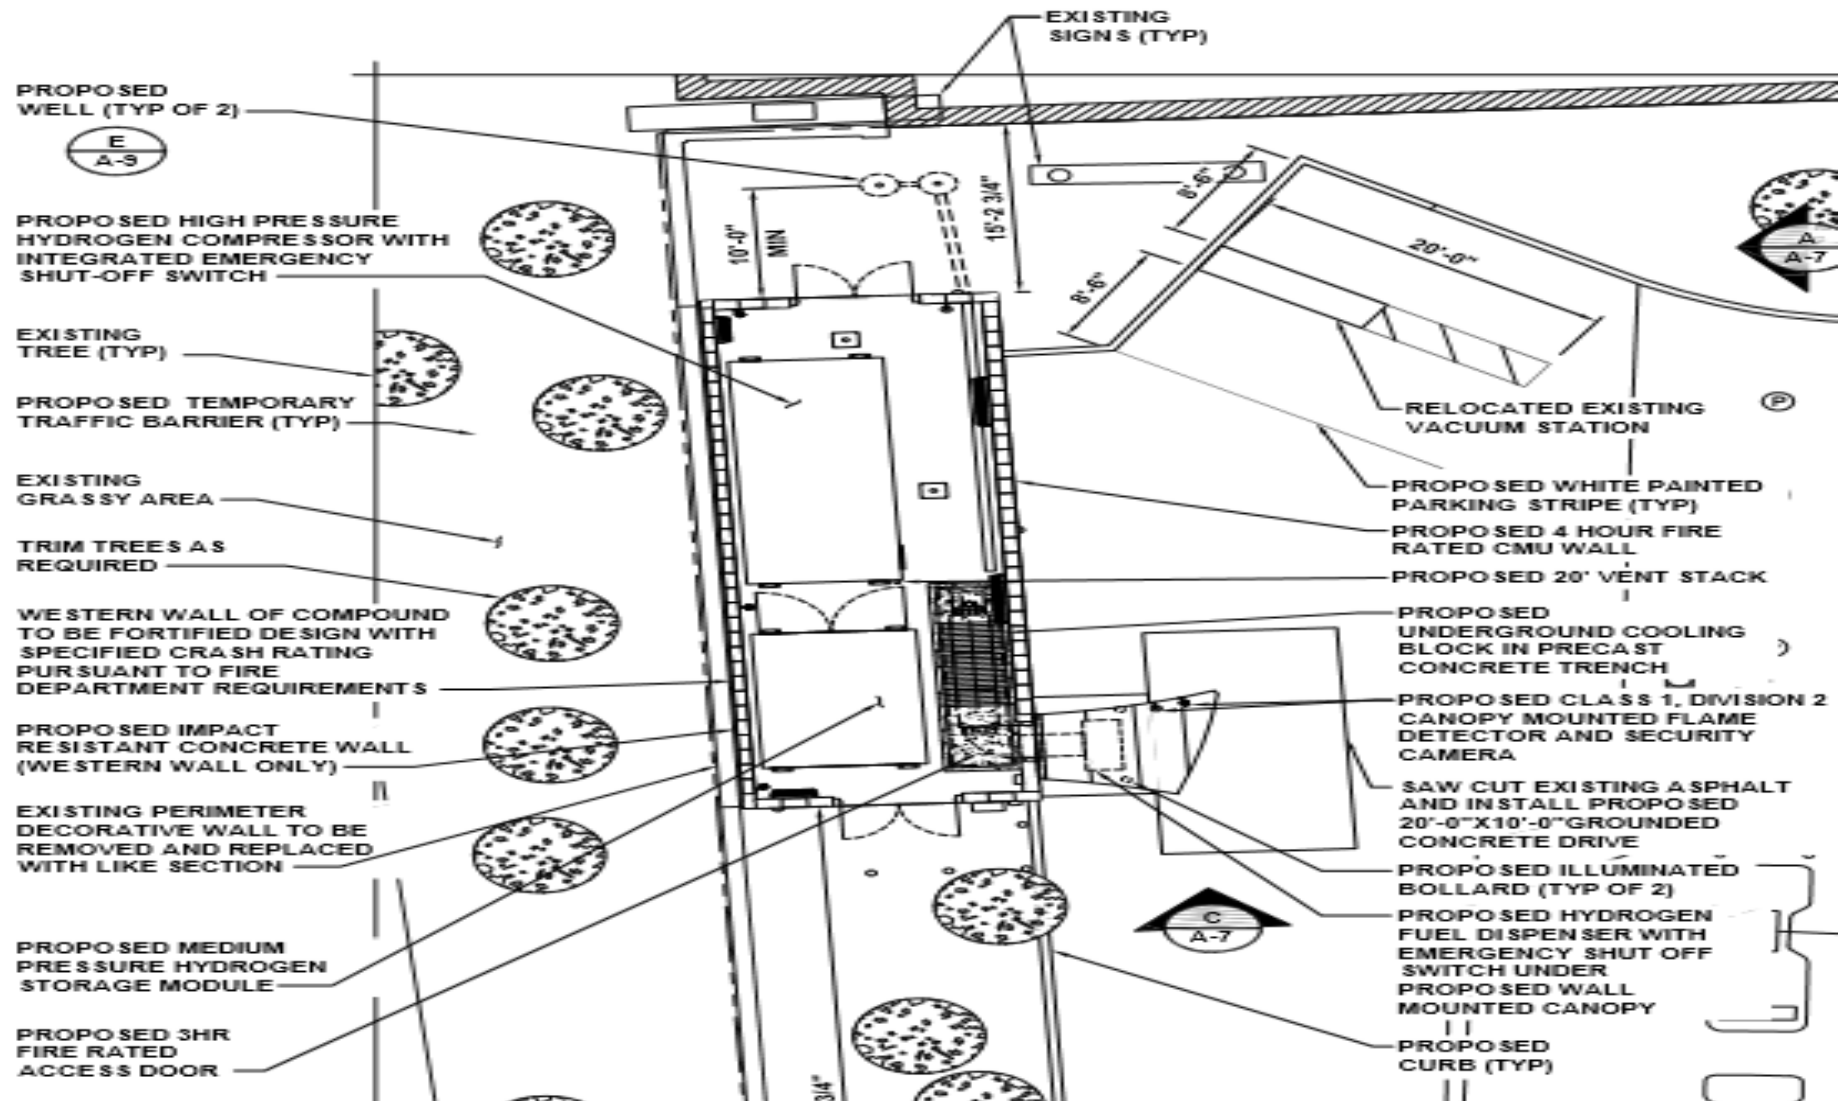 EXISTING
SIGNS (TYP)
PROPOSED
WELL (TYP OF 2)
E
A-9
PROPOSED HIGH PRESSURE
HYDROGEN COMPRESSOR WITH
INTEGRATED EMERGENCY
SHUT-OFF SWITCH
EXISTING
TREE (TYP)
PROPOSED TEMPORARY
TRAFFIC BARRIER (TYP)
EXISTING
GRASSY AREA
TRIM TREES AS
REQUIRED
WESTERN WALL OF COMPOUND
TO BE FORTIFIED DESIGN WITH
SPECIFIED CRASH RATING
PURSUANT TO FIRE
DEPARTMENT REQUIREMENTS
PROPOSED IMPACT
RESISTANT CONCRETE WALL
(WESTERN WALL ONLY)
EXISTING PERIMETER
DECORATIVE WALL TO BE
REMOVED AND REPLACED
WITH LIKE SECTION
PROPOSED MEDIUM
PRESSURE HYDROGEN
STORAGE MODULE
PROPOSED 3HR
FIRE RATED
ACCESS DOOR
10'-0"
MIN
15'-2 3/4"
8'-6"
8'-6"
20'-0"
A
A-7
P
RELOCATED EXISTING
VACUUM STATION
PROPOSED WHITE PAINTED
PARKING STRIPE (TYP)
PROPOSED 4 HOUR FIRE
RATED CMU WALL
PROPOSED 20' VENT STACK
PROPOSED
UNDERGROUND COOLING
BLOCK IN PRECAST
CONCRETE TRENCH
PROPOSED CLASS 1, DIVISION 2
CANOPY MOUNTED FLAME
DETECTOR AND SECURITY
CAMERA
SAW CUT EXISTING ASPHALT
AND INSTALL PROPOSED
20'-0"X10'-0"GROUNDED
CONCRETE DRIVE
PROPOSED ILLUMINATED
BOLLARD (TYP OF 2)
PROPOSED HYDROGEN
FUEL DISPENSER WITH
EMERGENCY SHUT OFF
SWITCH UNDER
PROPOSED WALL
MOUNTED CANOPY
PROPOSED
CURB (TYP)
C
A-7
3/4"